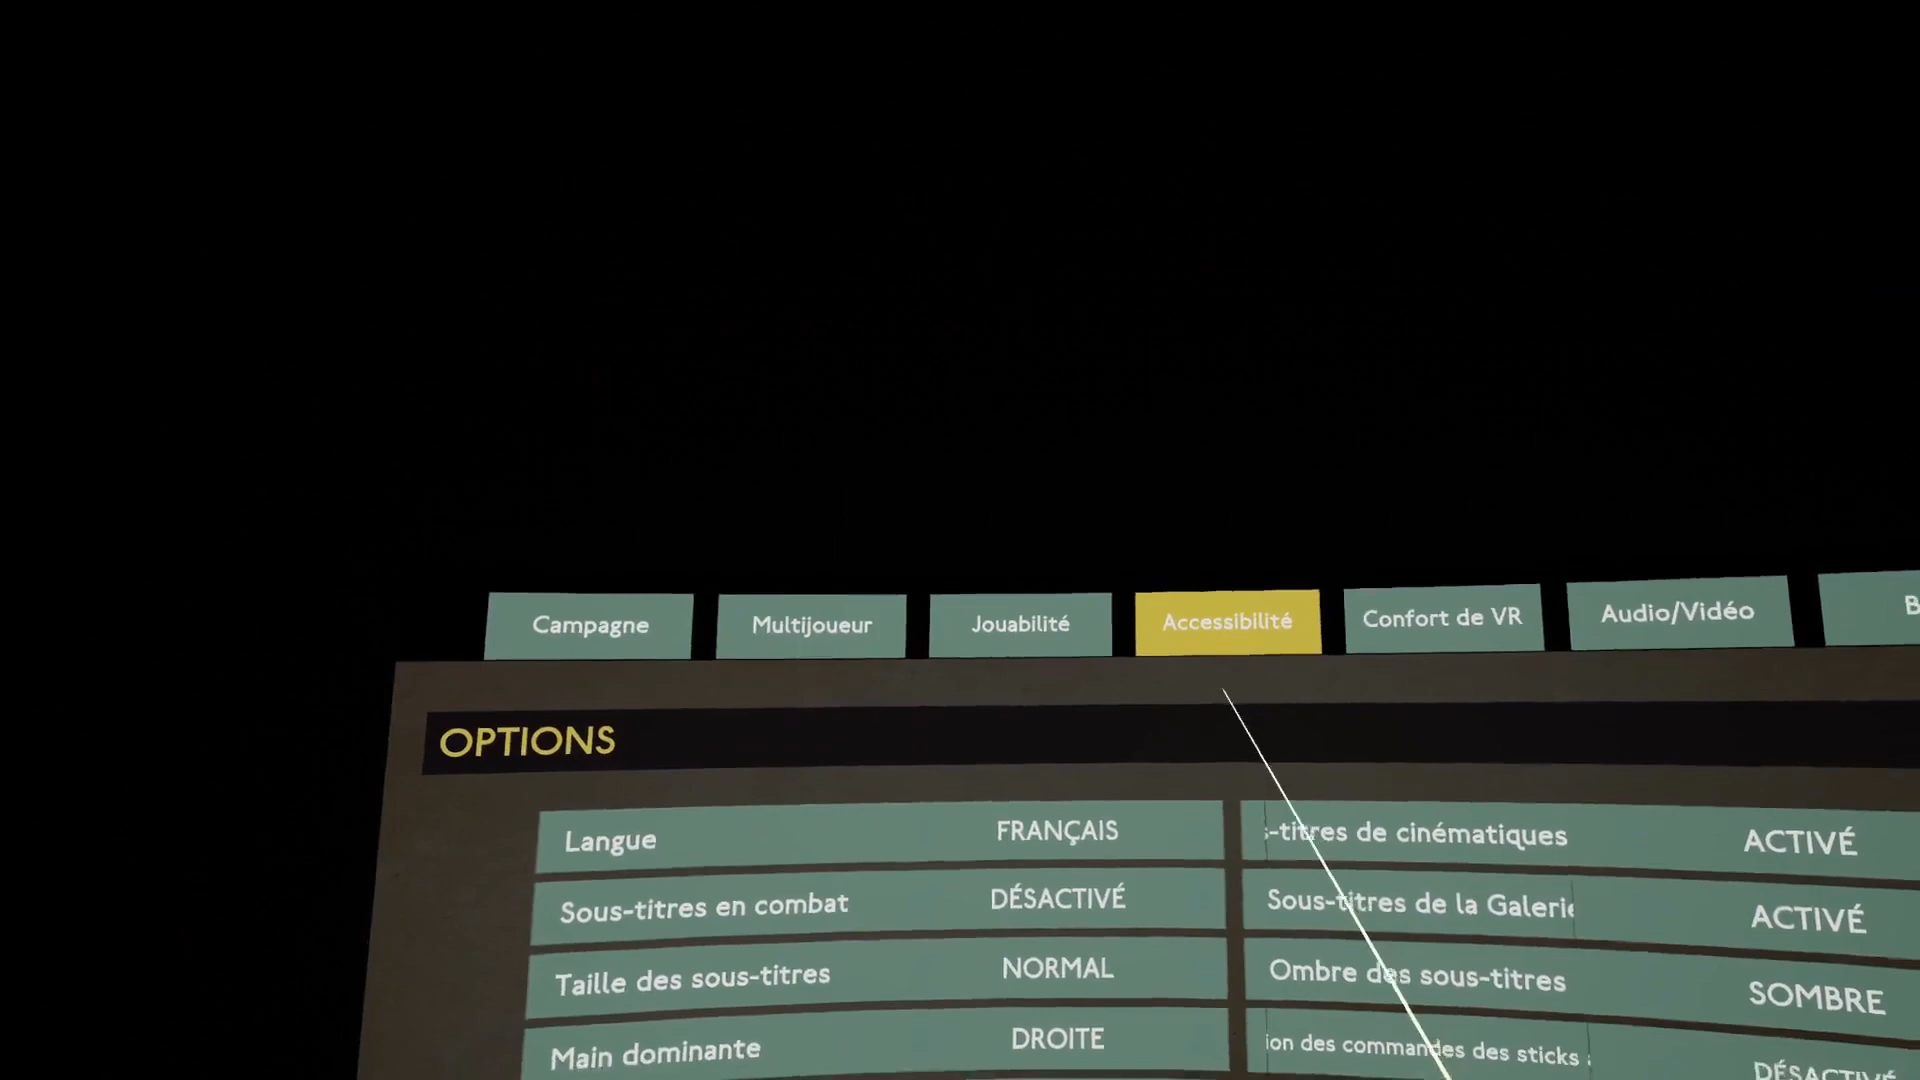 Campagne
Multijoueur
Jouabilité
Accessibilité
Confort de VR
Audio/Vidéo
OPTIONS
Langue FRANÇAIS
-titres de cinématiques ACTIVÉ
Sous-titres en combat DÉSACTIVÉ
Sous-titres de la Galerie ACTIVÉ
Taille des sous-titres NORMAL
Ombre des sous-titres SOMBRE
Main dominante DROITE
ion des commandes des sticks DÉSACTIVÉ